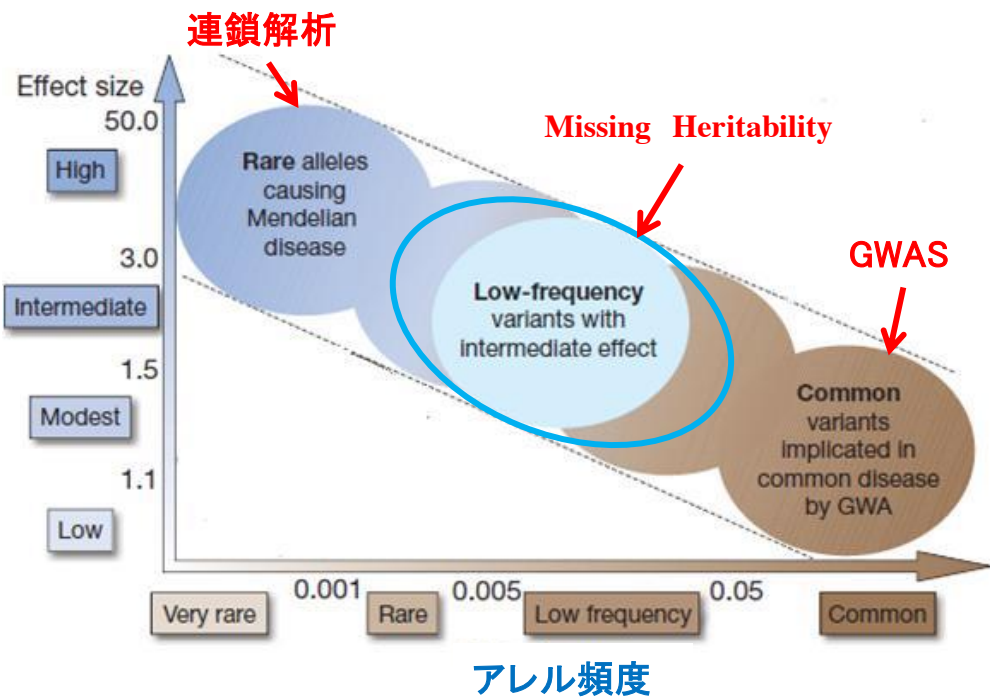 連鎖解析
Effect size
50.0
High
3.0
Intermediate
1.5
Modest
1.1
Low
Rare alleles
causing
Mendelian
disease
Missing Heritability
Low-frequency
variants with
intermediate effect
GWAS
Common
variants
implicated in
common disease
by GWA
0.001
0.005
0.05
Very rare
Rare
Low frequency
Common
アレル頻度